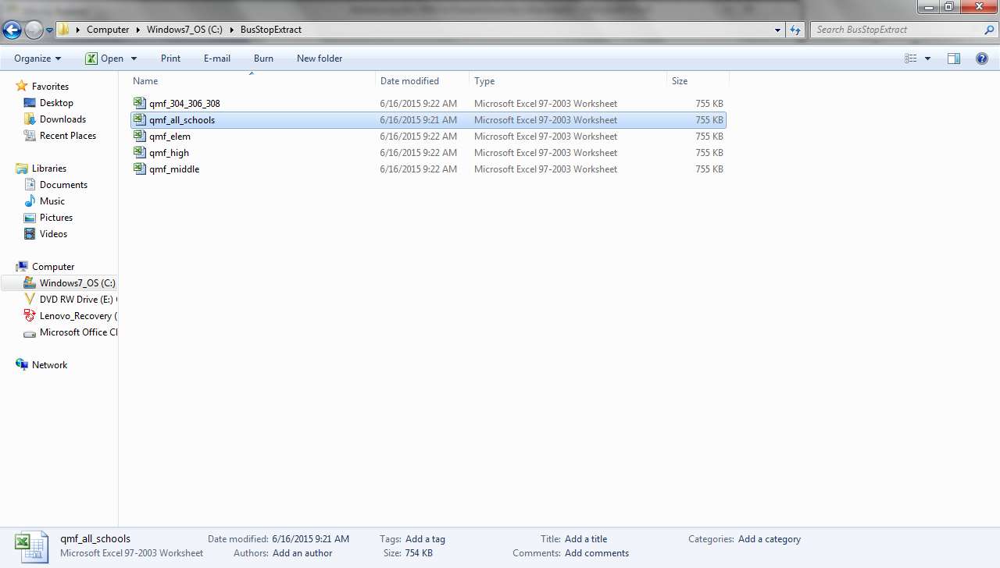 Computer Windows7_OS (C:) BusStopExtract Search BusStopExtract
Organize Open Print E-mail Burn New folder
Name Date modified Type Size
qmf_304_306_308 6/16/2015 9:22 AM Microsoft Excel 97-2003 Worksheet 755 KB
qmf_all_schools 6/16/2015 9:21 AM Microsoft Excel 97-2003 Worksheet 755 KB
qmf_elem 6/16/2015 9:22 AM Microsoft Excel 97-2003 Worksheet 755 KB
qmf_high 6/16/2015 9:22 AM Microsoft Excel 97-2003 Worksheet 755 KB
qmf_middle 6/16/2015 9:22 AM Microsoft Excel 97-2003 Worksheet 755 KB
Favorites
Desktop
Downloads
Recent Places
Libraries
Documents
Music
Pictures
Videos
Computer
Windows7_OS (C:)
DVD RW Drive (E:)
Lenovo_Recovery (
Microsoft Office Cl
Network
qmf_all_schools Date modified: 6/16/2015 9:21 AM Tags: Add a tag Title: Add a title Categories: Add a category
Microsoft Excel 97-2003 Worksheet Authors: Add an author Size: 754 KB Comments: Add comments